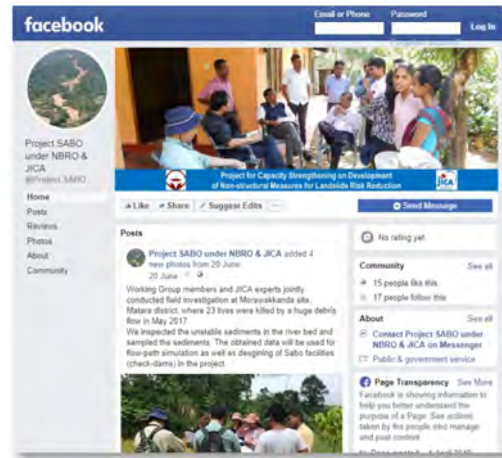 facebook
Email or Phone
Password
Log In
Project for Capacity Strengthening on Development
of Non-structural Measures for Landslide Risk Reduction
JICA
Project SABO
under NBRO &
JICA
@Project.SABO
Home
Posts
Reviews
Photos
About
Community
Like
Share
Suggest Edits
Send Message
Posts
Project SABO under NBRO & JICA added 4
new photos from 20 June.
20 June
Working Group members and JICA experts jointly
conducted field investigation at Morawakkanda site,
Matara district, where 23 lives were killed by a huge debris
flow in May 2017.
We inspected the unstable sediments in the river bed and
sampled the sediments. The obtained data will be used for
flow-path simulation as well as desgining of Sabo facilities
(check-dams) in the project.
No rating yet
Community
See all
15 people like this
17 people follow this
About
See all
Contact Project SABO under
NBRO & JICA on Messenger
Public & government service
Page Transparency
See More
Facebook is showing information to
help you better understand the
purpose of a Page. See actions
taken by the people who manage
and post content.